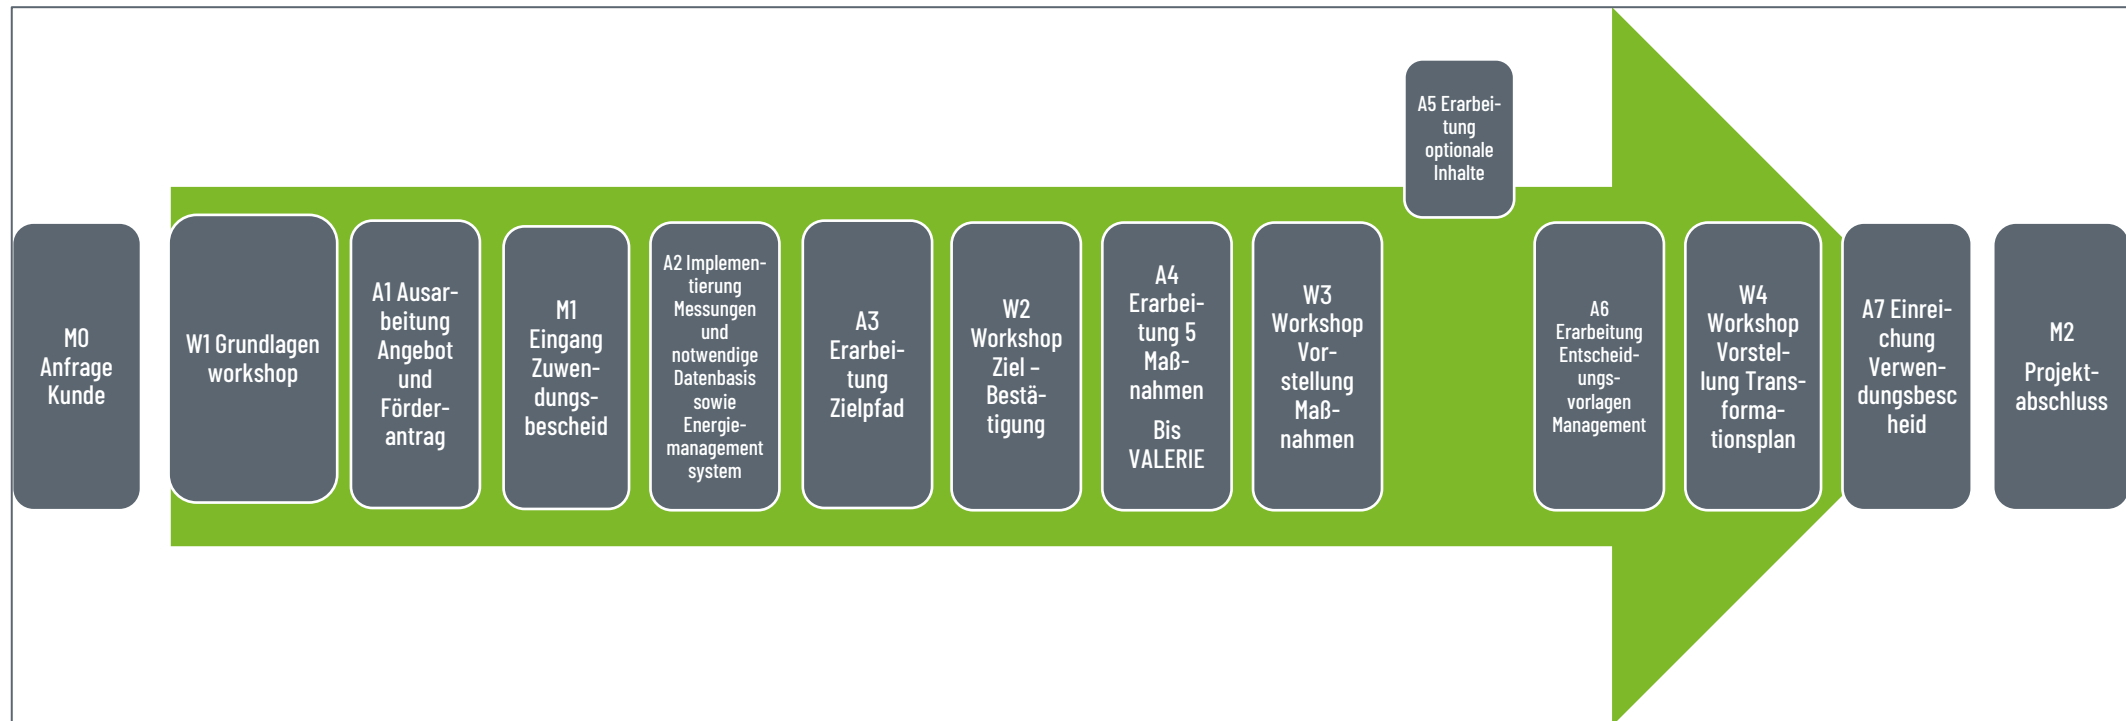 M0
Anfrage
Kunde
W1 Grundlagen
workshop
A1 Ausar-
beitung
Angebot
und
Förder-
antrag
M1
Eingang
Zuwen-
dungs-
bescheid
A2 Implemen-
tierung
Messungen
und
notwendige
Datenbasis
sowie
Energie-
management
system
A3
Erarbei-
tung
Zielpfad
W2
Workshop
Ziel –
Bestä-
tigung
A4
Erarbei-
tung 5
Maß-
nahmen
Bis
VALERIE
W3
Workshop
Vor-
stellung
Maß-
nahmen
A5 Erarbei-
tung
optionale
Inhalte
A6
Erarbeitung
Entscheid-
ungs-
vorlagen
Management
W4
Workshop
Vorstel-
lung Trans-
forma-
tionsplan
A7 Einrei-
chung
Verwen-
dungsbesc
heid
M2
Projekt-
abschluss